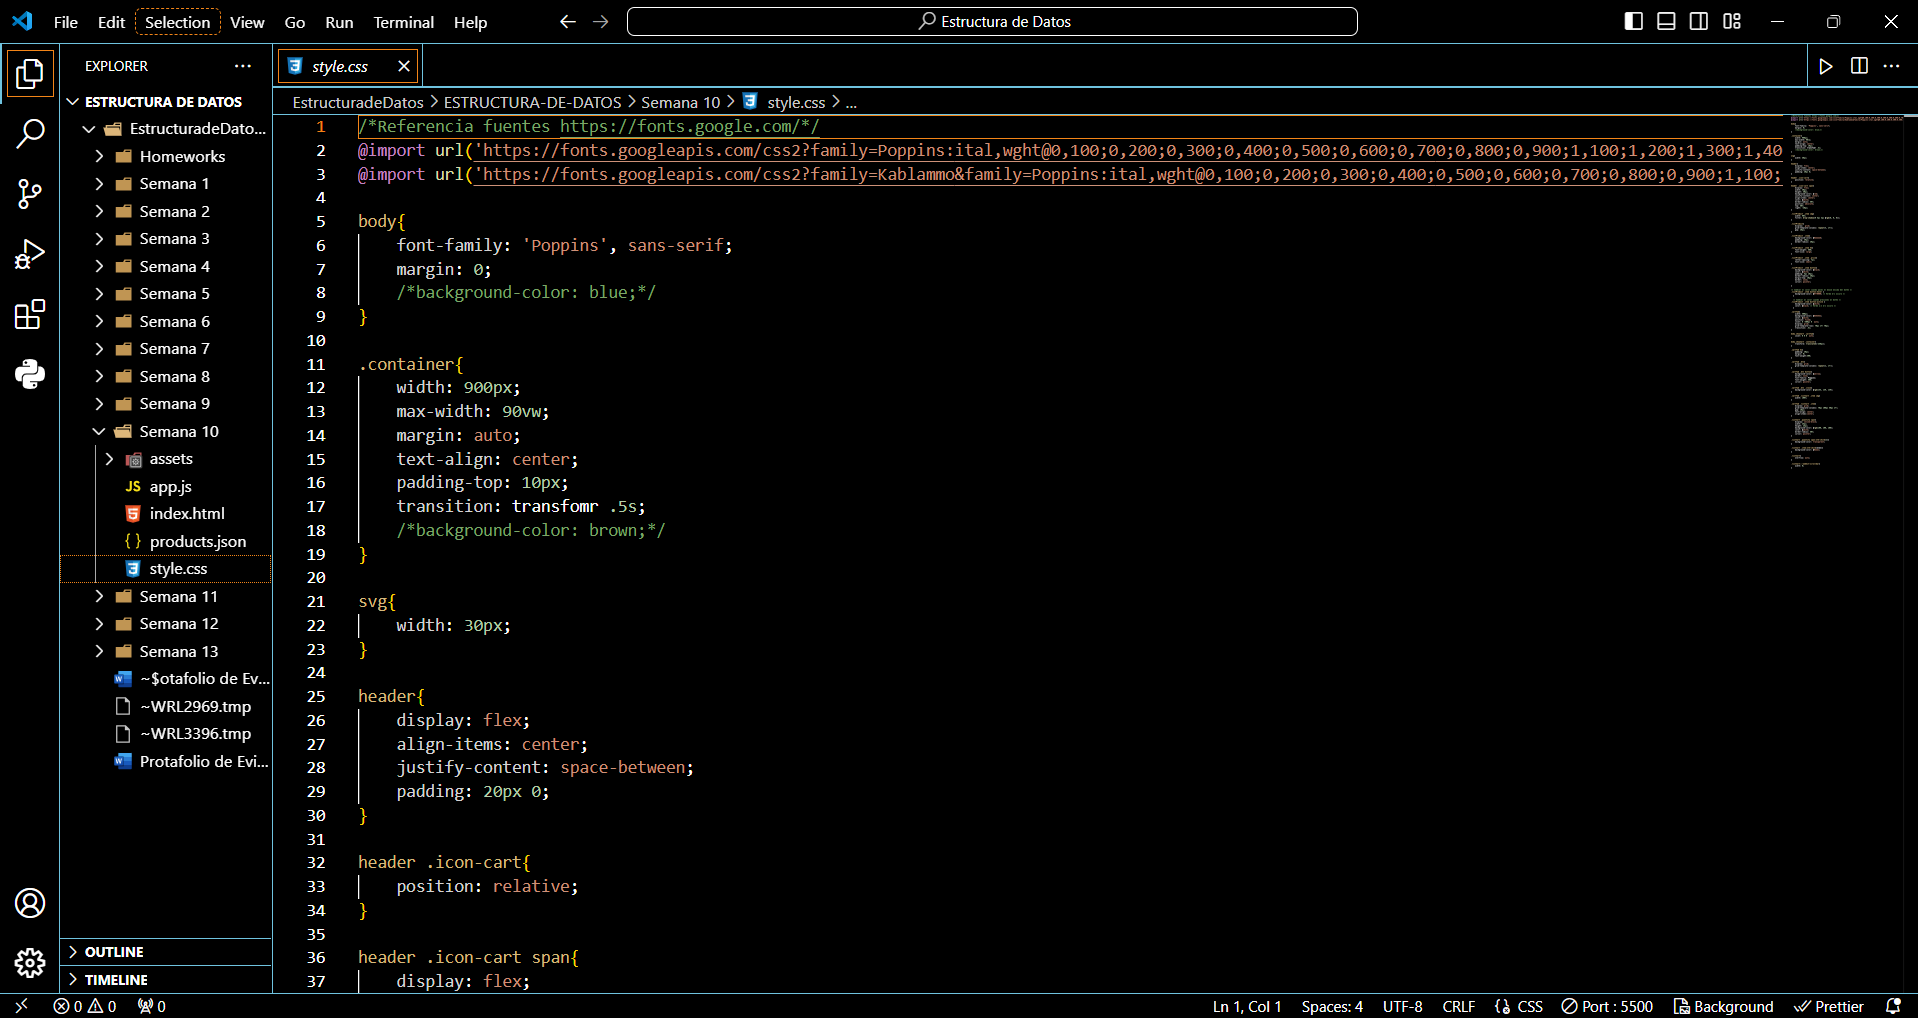 File Edit Selection View Go Run Terminal Help
Estructura de Datos
EXPLORER
ESTRUCTURA DE DATOS
EstructuradeDato...
Homeworks
Semana 1
Semana 2
Semana 3
Semana 4
Semana 5
Semana 6
Semana 7
Semana 8
Semana 9
Semana 10
assets
JS app.js
index.html
{} products.json
style.css
Semana 11
Semana 12
Semana 13
~$otafolio de Ev...
~WRL2969.tmp
~WRL3396.tmp
Protafolio de Evi...
OUTLINE
TIMELINE
style.css
EstructuradeDatos > ESTRUCTURA-DE-DATOS > Semana 10 > style.css > ...
1 /*Referencia fuentes https://fonts.google.com/*/
2 @import url('https://fonts.googleapis.com/css2?family=Poppins:ital,wght@0,100;0,200;0,300;0,400;0,500;0,600;0,700;0,800;0,900;1,100;1,200;1,300;1,40
3 @import url('https://fonts.googleapis.com/css2?family=Kablammo&family=Poppins:ital,wght@0,100;0,200;0,300;0,400;0,500;0,600;0,700;0,800;0,900;1,100;
4
5 body{
6 font-family: 'Poppins', sans-serif;
7 margin: 0;
8 /*background-color: blue;*/
9 }
10
11 .container{
12 width: 900px;
13 max-width: 90vw;
14 margin: auto;
15 text-align: center;
16 padding-top: 10px;
17 transition: transfomr .5s;
18 /*background-color: brown;*/
19 }
20
21 svg{
22 width: 30px;
23 }
24
25 header{
26 display: flex;
27 align-items: center;
28 justify-content: space-between;
29 padding: 20px 0;
30 }
31
32 header .icon-cart{
33 position: relative;
34 }
35
36 header .icon-cart span{
37 display: flex;
0 0 0 Ln 1, Col 1 Spaces: 4 UTF-8 CRLF {} CSS Port : 5500 Background Prettier